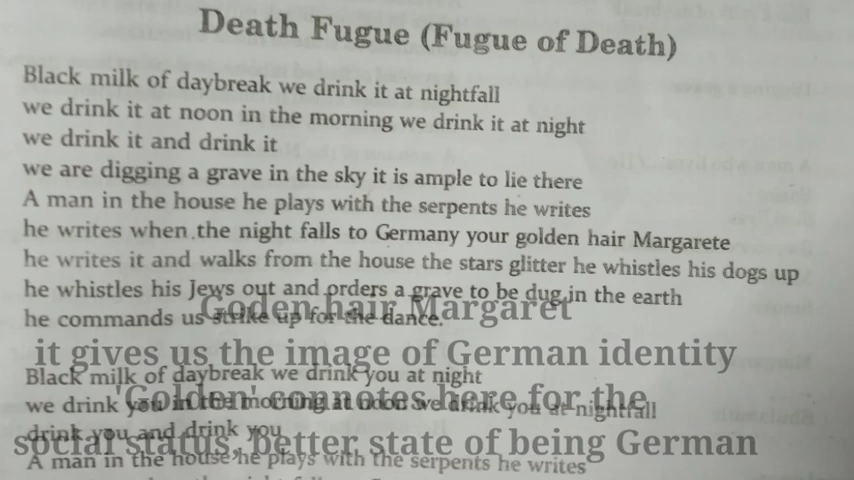 Death Fugue (Fugue of Death)
Black milk of daybreak we drink it at nightfall
we drink it at noon in the morning we drink it at night
we drink it and drink it
we are digging a grave in the sky it is ample to lie there
A man in the house he plays with the serpents he writes
he writes when the night falls to Germany your golden hair Margarete
he writes it and walks from the house the stars glitter he whistles his dogs up
he whistles his Jews out and orders a grave to be dug in the earth
Goden hair Margaret
he commands us strike up for the dance.
it gives us the image of German identity
Black milk of daybreak we drink you at night
'Golden' connotes here for the
we drink you in the morning at noon we drink you at nightfall
drink you and drink you
social status, better state of being German
A man in the house he plays with the serpents he writes